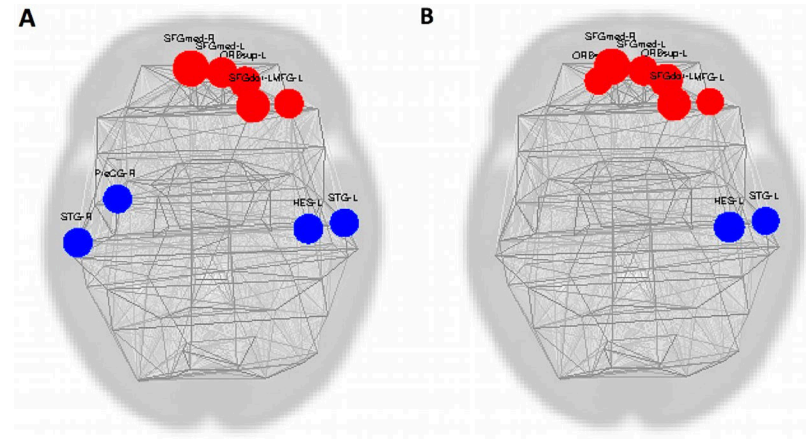 A
SFGmed-R
SFGmed-L
ORBsup-L
SFGdor-L
MFG-L
PreCG-R
STG-R
HES-L
STG-L
B
SFGmed-R
SFGmed-L
ORBsup-L
SFGdor-L
MFG-L
HES-L
STG-L